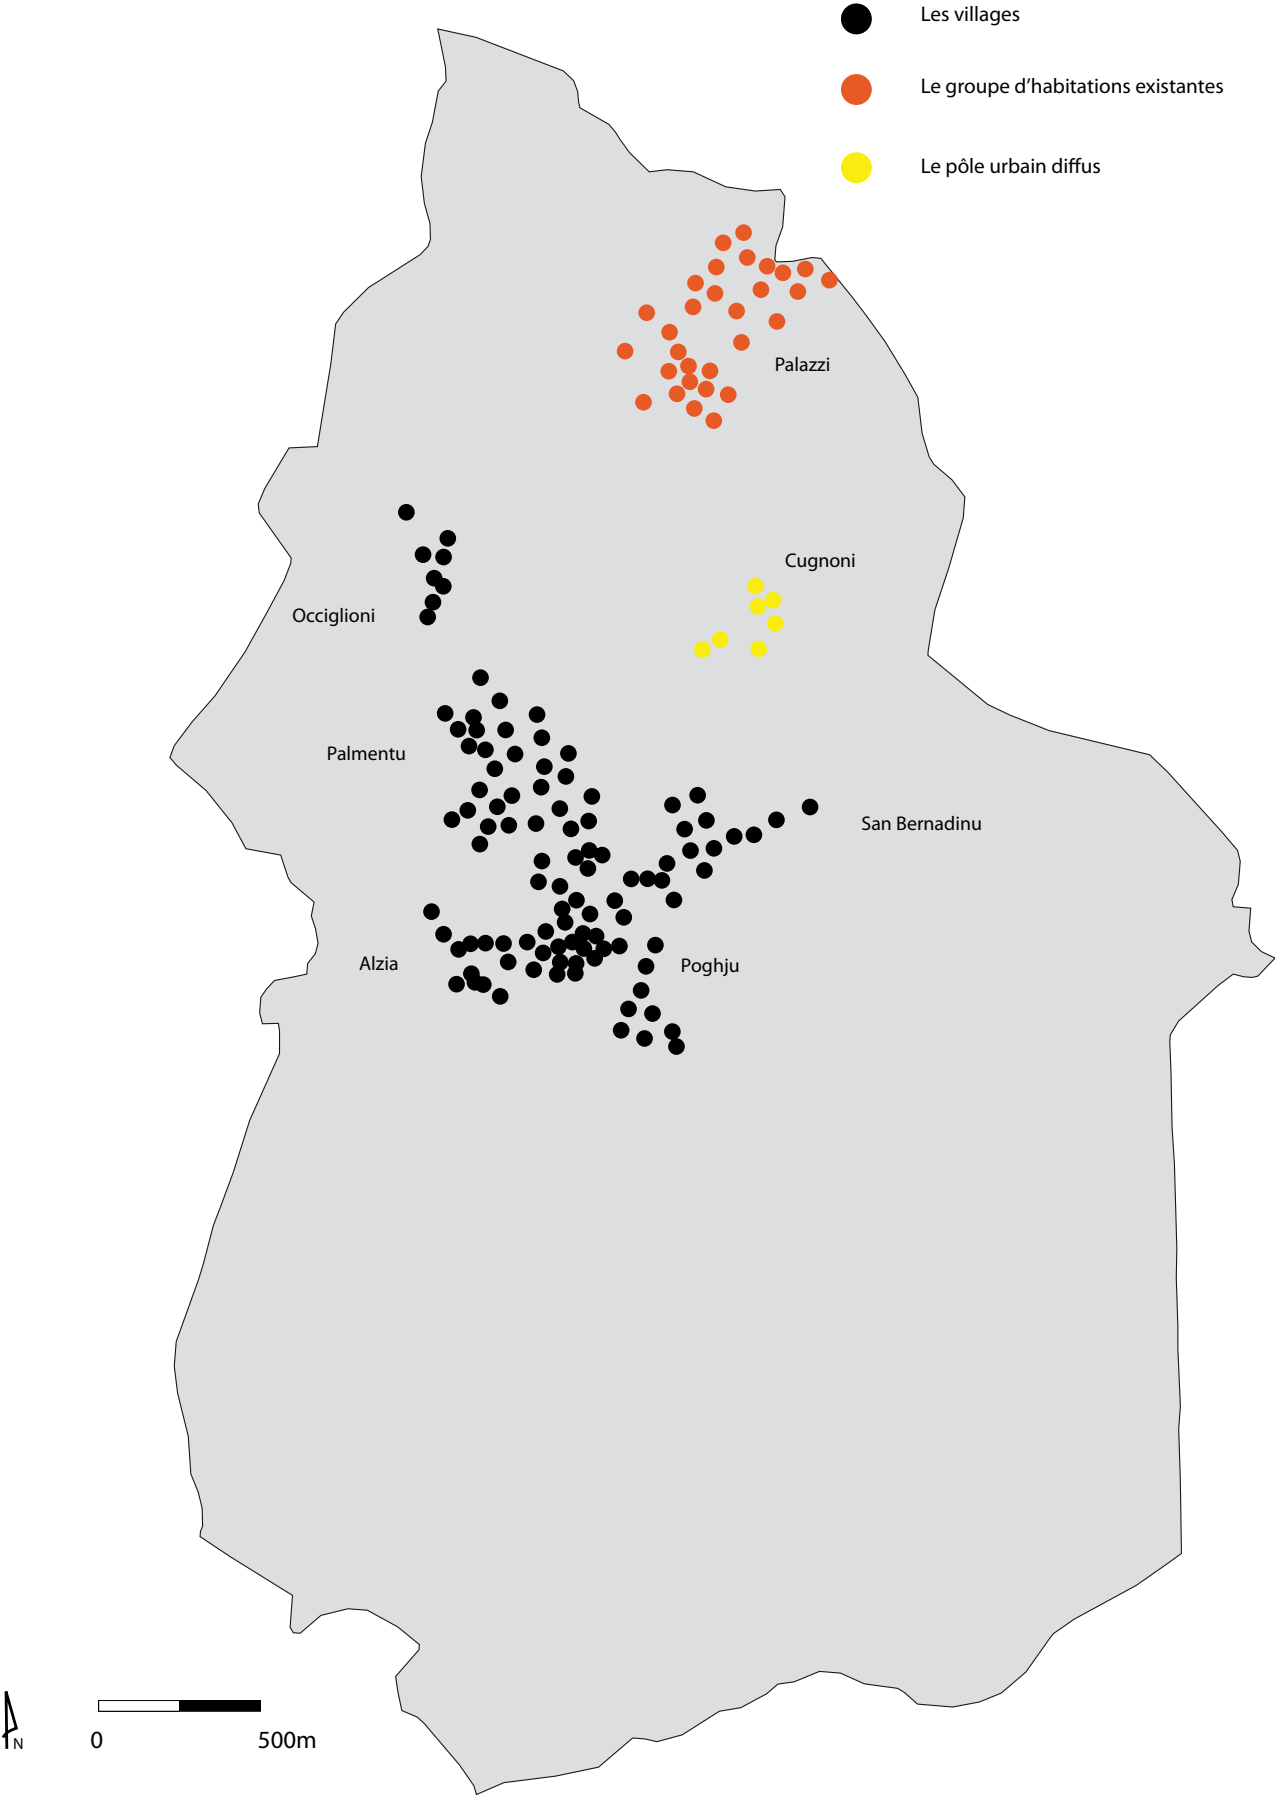 Les villages
Le groupe d’habitations existantes
Le pôle urbain diffus
Palazzi
Cugnoni
Occiglioni
Palmentu
San Bernadinu
Alzia
Poghju
N
0 500m